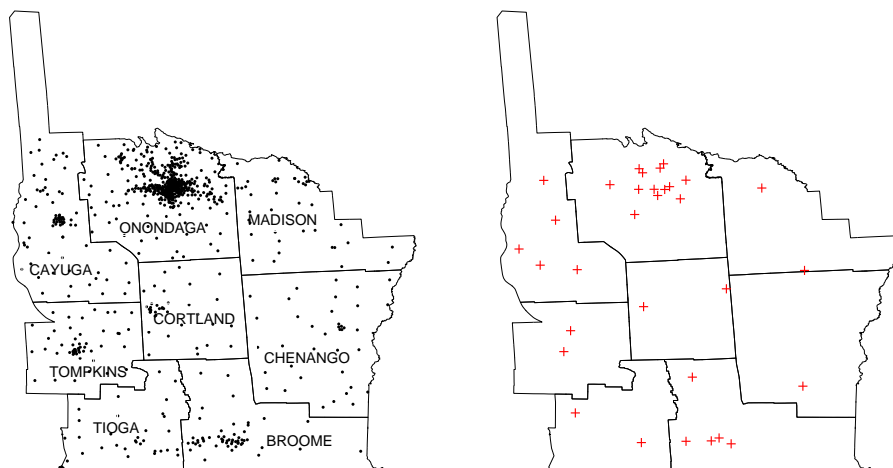 ONONDAGA
MADISON
CAYUGA
CORTLAND
CHENANGO
TOMPKINS
TIOGA
BROOME